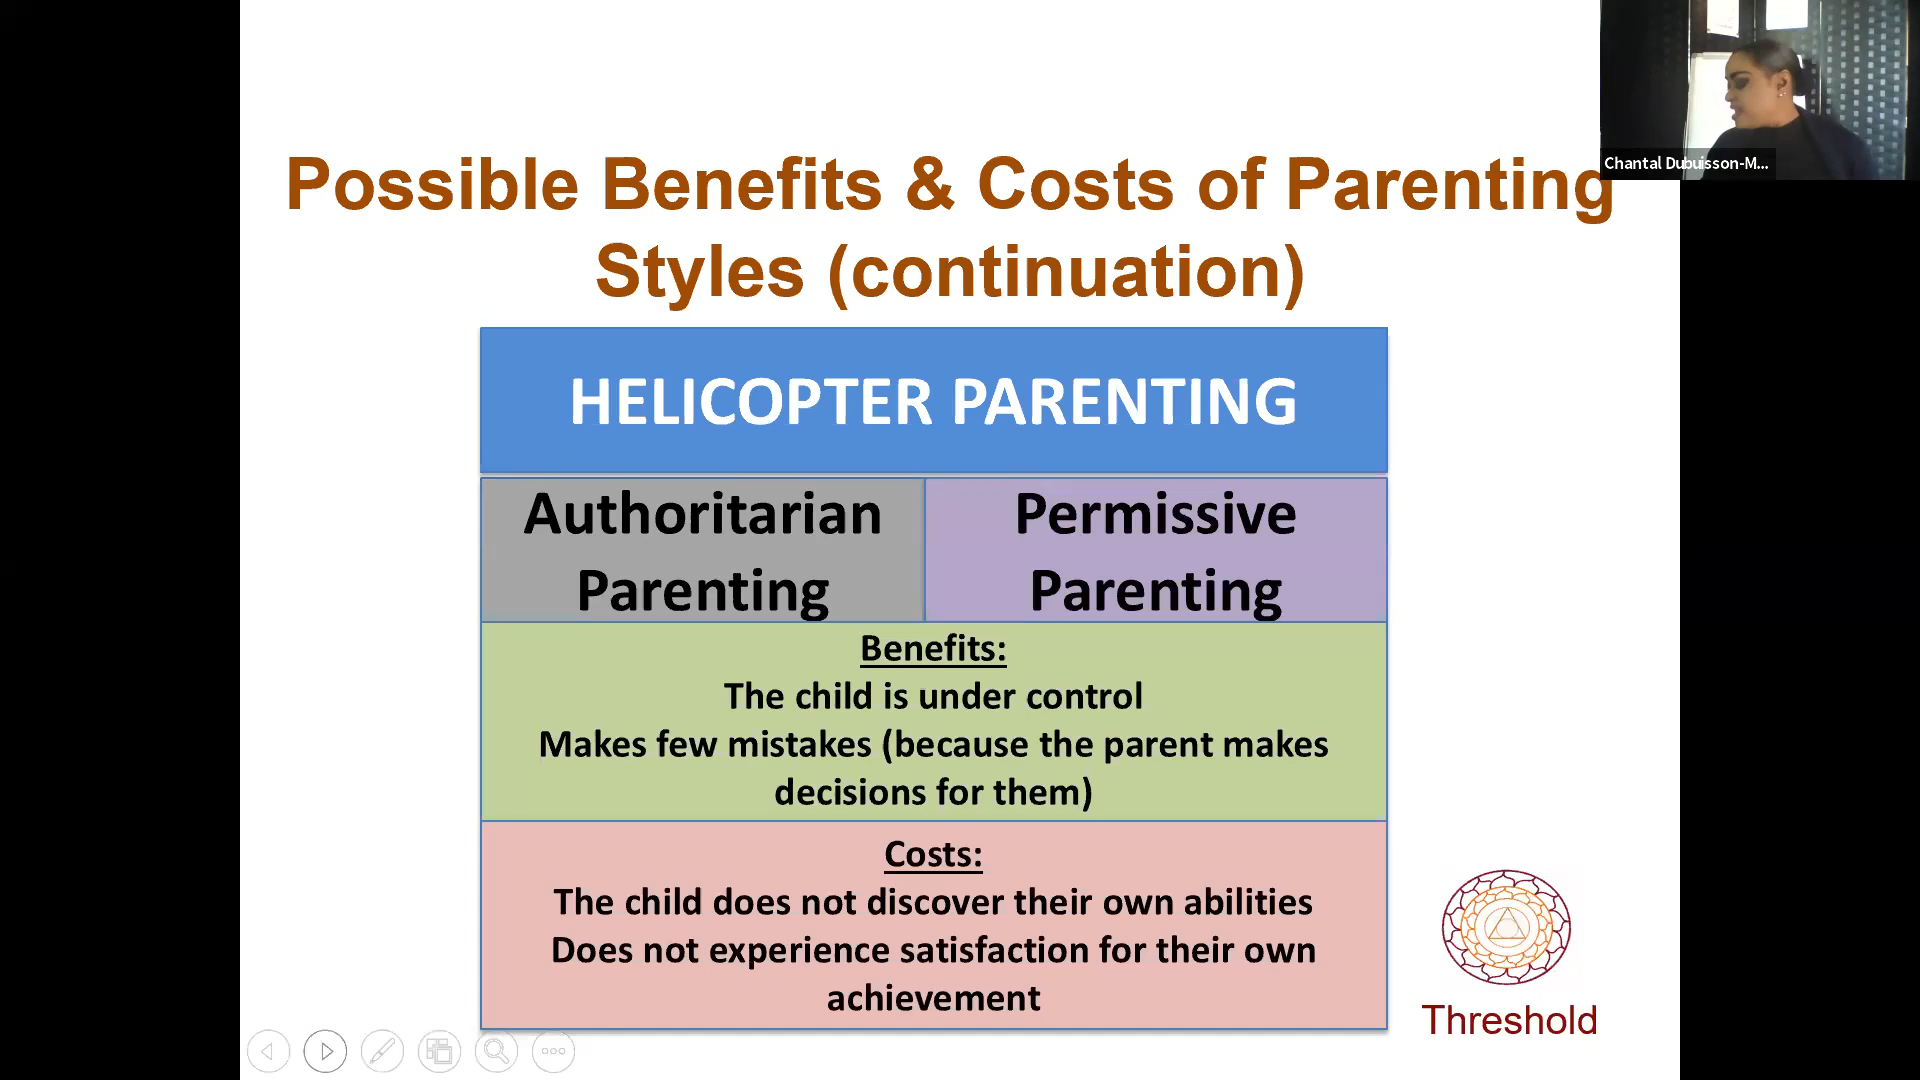 Possible Benefits & Costs of Parenting
Styles (continuation)
HELICOPTER PARENTING
Authoritarian
Parenting
Permissive
Parenting
Benefits:
The child is under control
Makes few mistakes (because the parent makes
decisions for them)
Costs:
The child does not discover their own abilities
Does not experience satisfaction for their own
achievement
Threshold
Chantal Dubuisson-M...